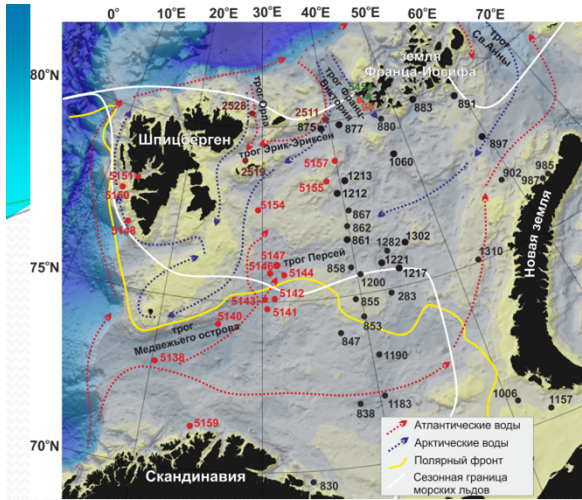 0° 5122E 30°E 40°E 50°E 60°E 70°E
80°N
75°N
70°N
трог Св.Анны
земля Франца-Иосифа
трог Франц-Виктория
трог Орла
2528
2511
875
877
880
883
891
897
трог Эрик-Эриксен
Шпицберген
2519
5157
1060
985
902
987
5151
5150
5155
1213
1212
5154
867
5148
862
861
1302
1282
Новая земля
5147
5146
трог Персей
5144
858
1221
1217
1310
1200
5143
5142
855
283
5141
853
5140
трог Медвежьего острова
847
5138
1190
838
1183
1006
1157
5159
Скандинавия
830
Атлантические воды
Арктические воды
Полярный фронт
Сезонная граница
морских льдов